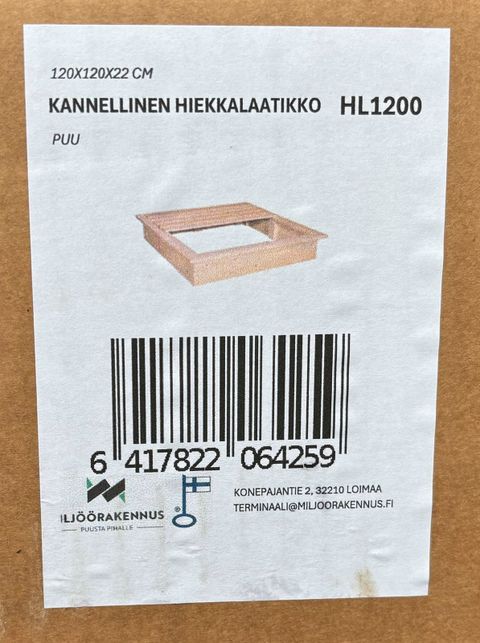 120X120X22 CM
KANNELLINEN HIEKKALAATIKKO HL1200
PUU
6 417822 064259
KONEPAJANTIE 2, 32210 LOIMAA
TERMINAALI@MILJOORAKENNUS.FI
ILJÖÖRAKENNUS
PUUSTA PIHALLE
®